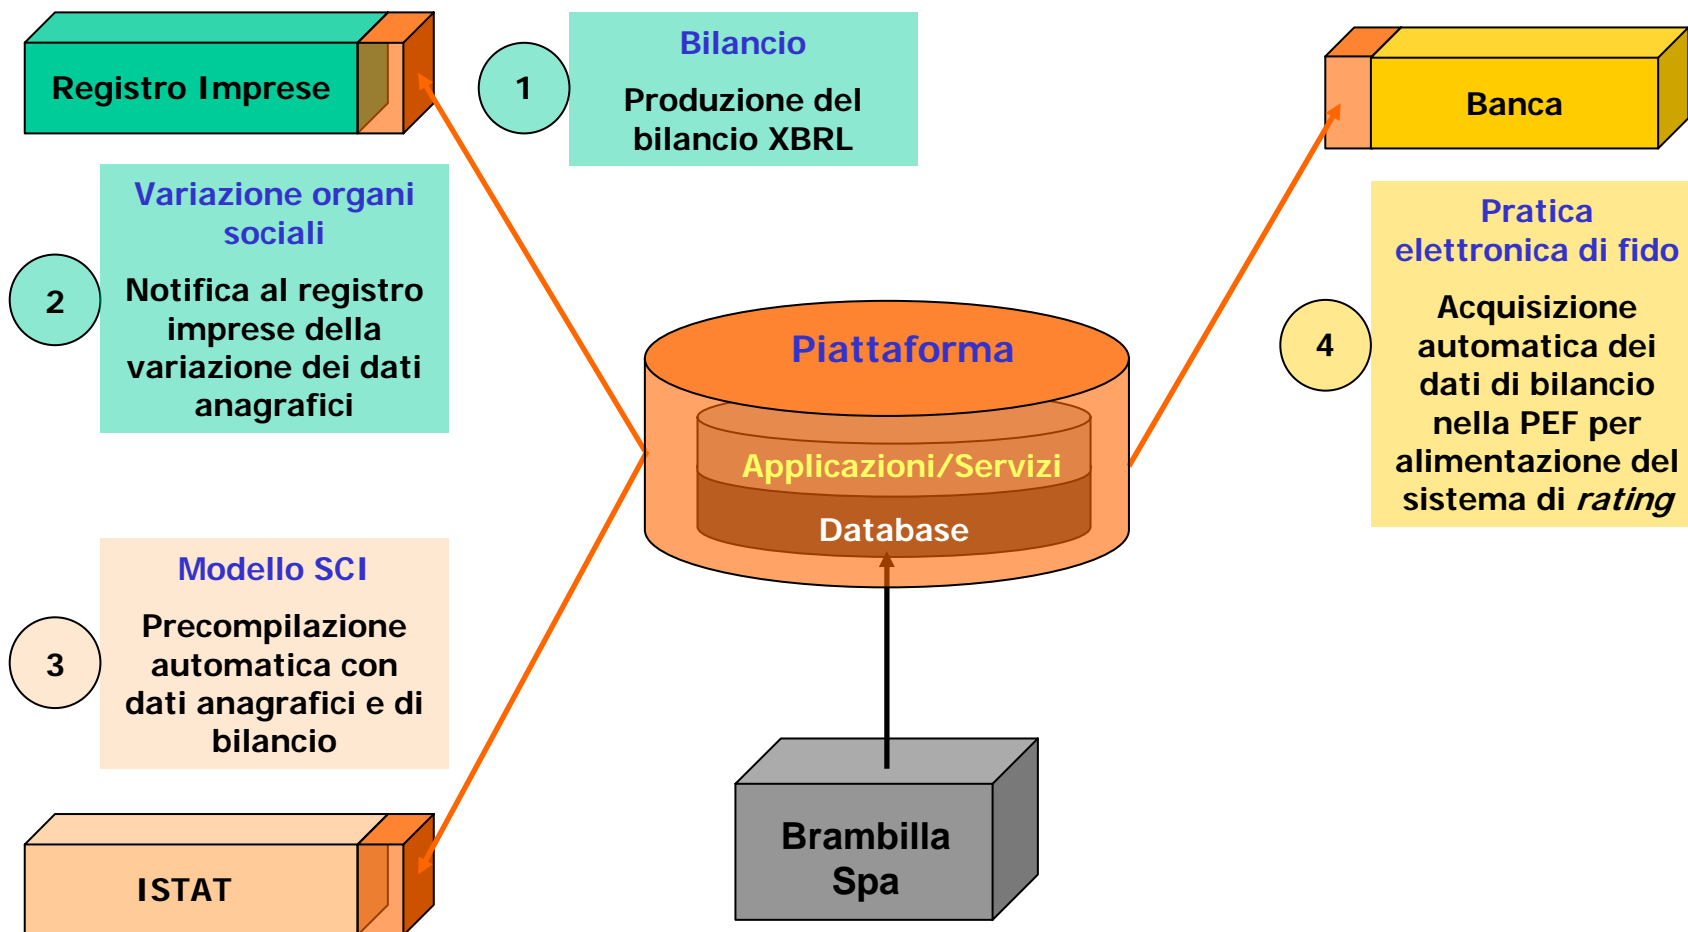 Registro Imprese
1
Bilancio
Produzione del
bilancio XBRL
Banca
2
Variazione organi
sociali
Notifica al registro
imprese della
variazione dei dati
anagrafici
Piattaforma
Applicazioni/Servizi
Database
4
Pratica
elettronica di fido
Acquisizione
automatica dei
dati di bilancio
nella PEF per
alimentazione del
sistema di rating
3
Modello SCI
Precompilazione
automatica con
dati anagrafici e di
bilancio
ISTAT
Brambilla
Spa